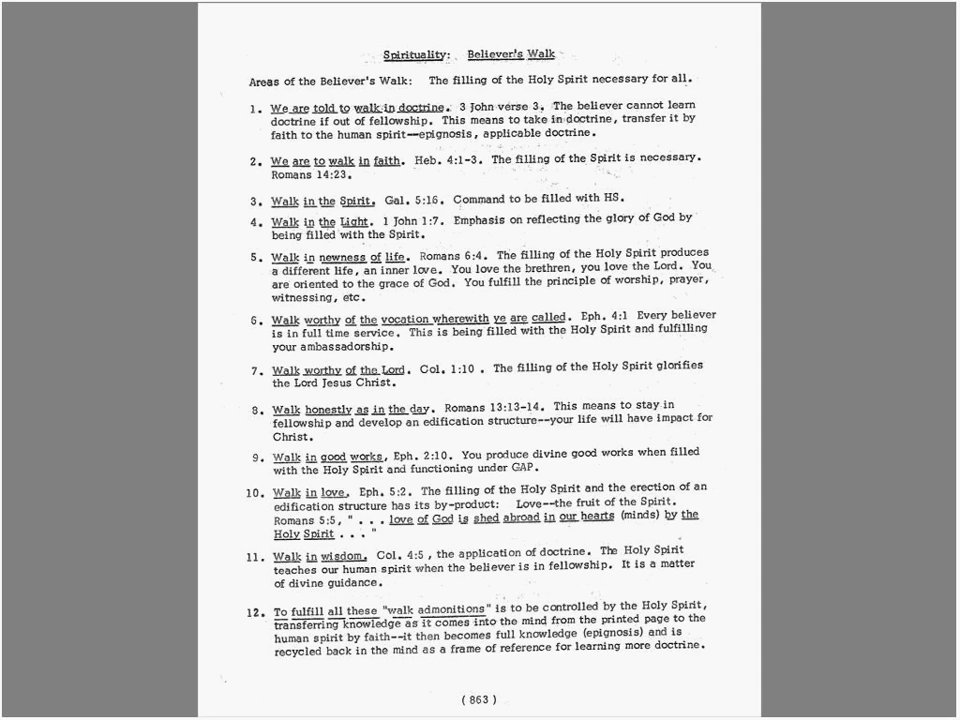 Spirituality: Believer's Walk
Areas of the Believer's Walk: The filling of the Holy Spirit necessary for all.
1. We are told to walk in doctrine. 3 John verse 3. The believer cannot learn
doctrine if out of fellowship. This means to take in doctrine, transfer it by
faith to the human spirit--epignosis, applicable doctrine.
2. We are to walk in faith. Heb. 4:1-3. The filling of the Spirit is necessary.
Romans 14:23.
3. Walk in the Spirit. Gal. 5:16. Command to be filled with HS.
4. Walk in the Light. 1 John 1:7. Emphasis on reflecting the glory of God by
being filled with the Spirit.
5. Walk in newness of life. Romans 6:4. The filling of the Holy Spirit produces
a different life, an inner love. You love the brethren, you love the Lord. You
are oriented to the grace of God. You fulfill the principle of worship, prayer,
witnessing, etc.
6. Walk worthy of the vocation wherewith ye are called. Eph. 4:1 Every believer
is in full time service. This is being filled with the Holy Spirit and fulfilling
your ambassadorship.
7. Walk worthy of the Lord. Col. 1:10 . The filling of the Holy Spirit glorifies
the Lord Jesus Christ.
8. Walk honestly as in the day. Romans 13:13-14. This means to stay in
fellowship and develop an edification structure--your life will have impact for
Christ.
9. Walk in good works, Eph. 2:10. You produce divine good works when filled
with the Holy Spirit and functioning under GAP.
10. Walk in love. Eph. 5:2. The filling of the Holy Spirit and the erection of an
edification structure has its by-product: Love--the fruit of the Spirit.
Romans 5:5, " . . . love of God is shed abroad in our hearts (minds) by the
Holy Spirit . . . "
11. Walk in wisdom. Col. 4:5 , the application of doctrine. The Holy Spirit
teaches our human spirit when the believer is in fellowship. It is a matter
of divine guidance.
12. To fulfill all these "walk admonitions" is to be controlled by the Holy Spirit,
transferring knowledge as it comes into the mind from the printed page to the
human spirit by faith--it then becomes full knowledge (epignosis) and is
recycled back in the mind as a frame of reference for learning more doctrine.
( 863 )